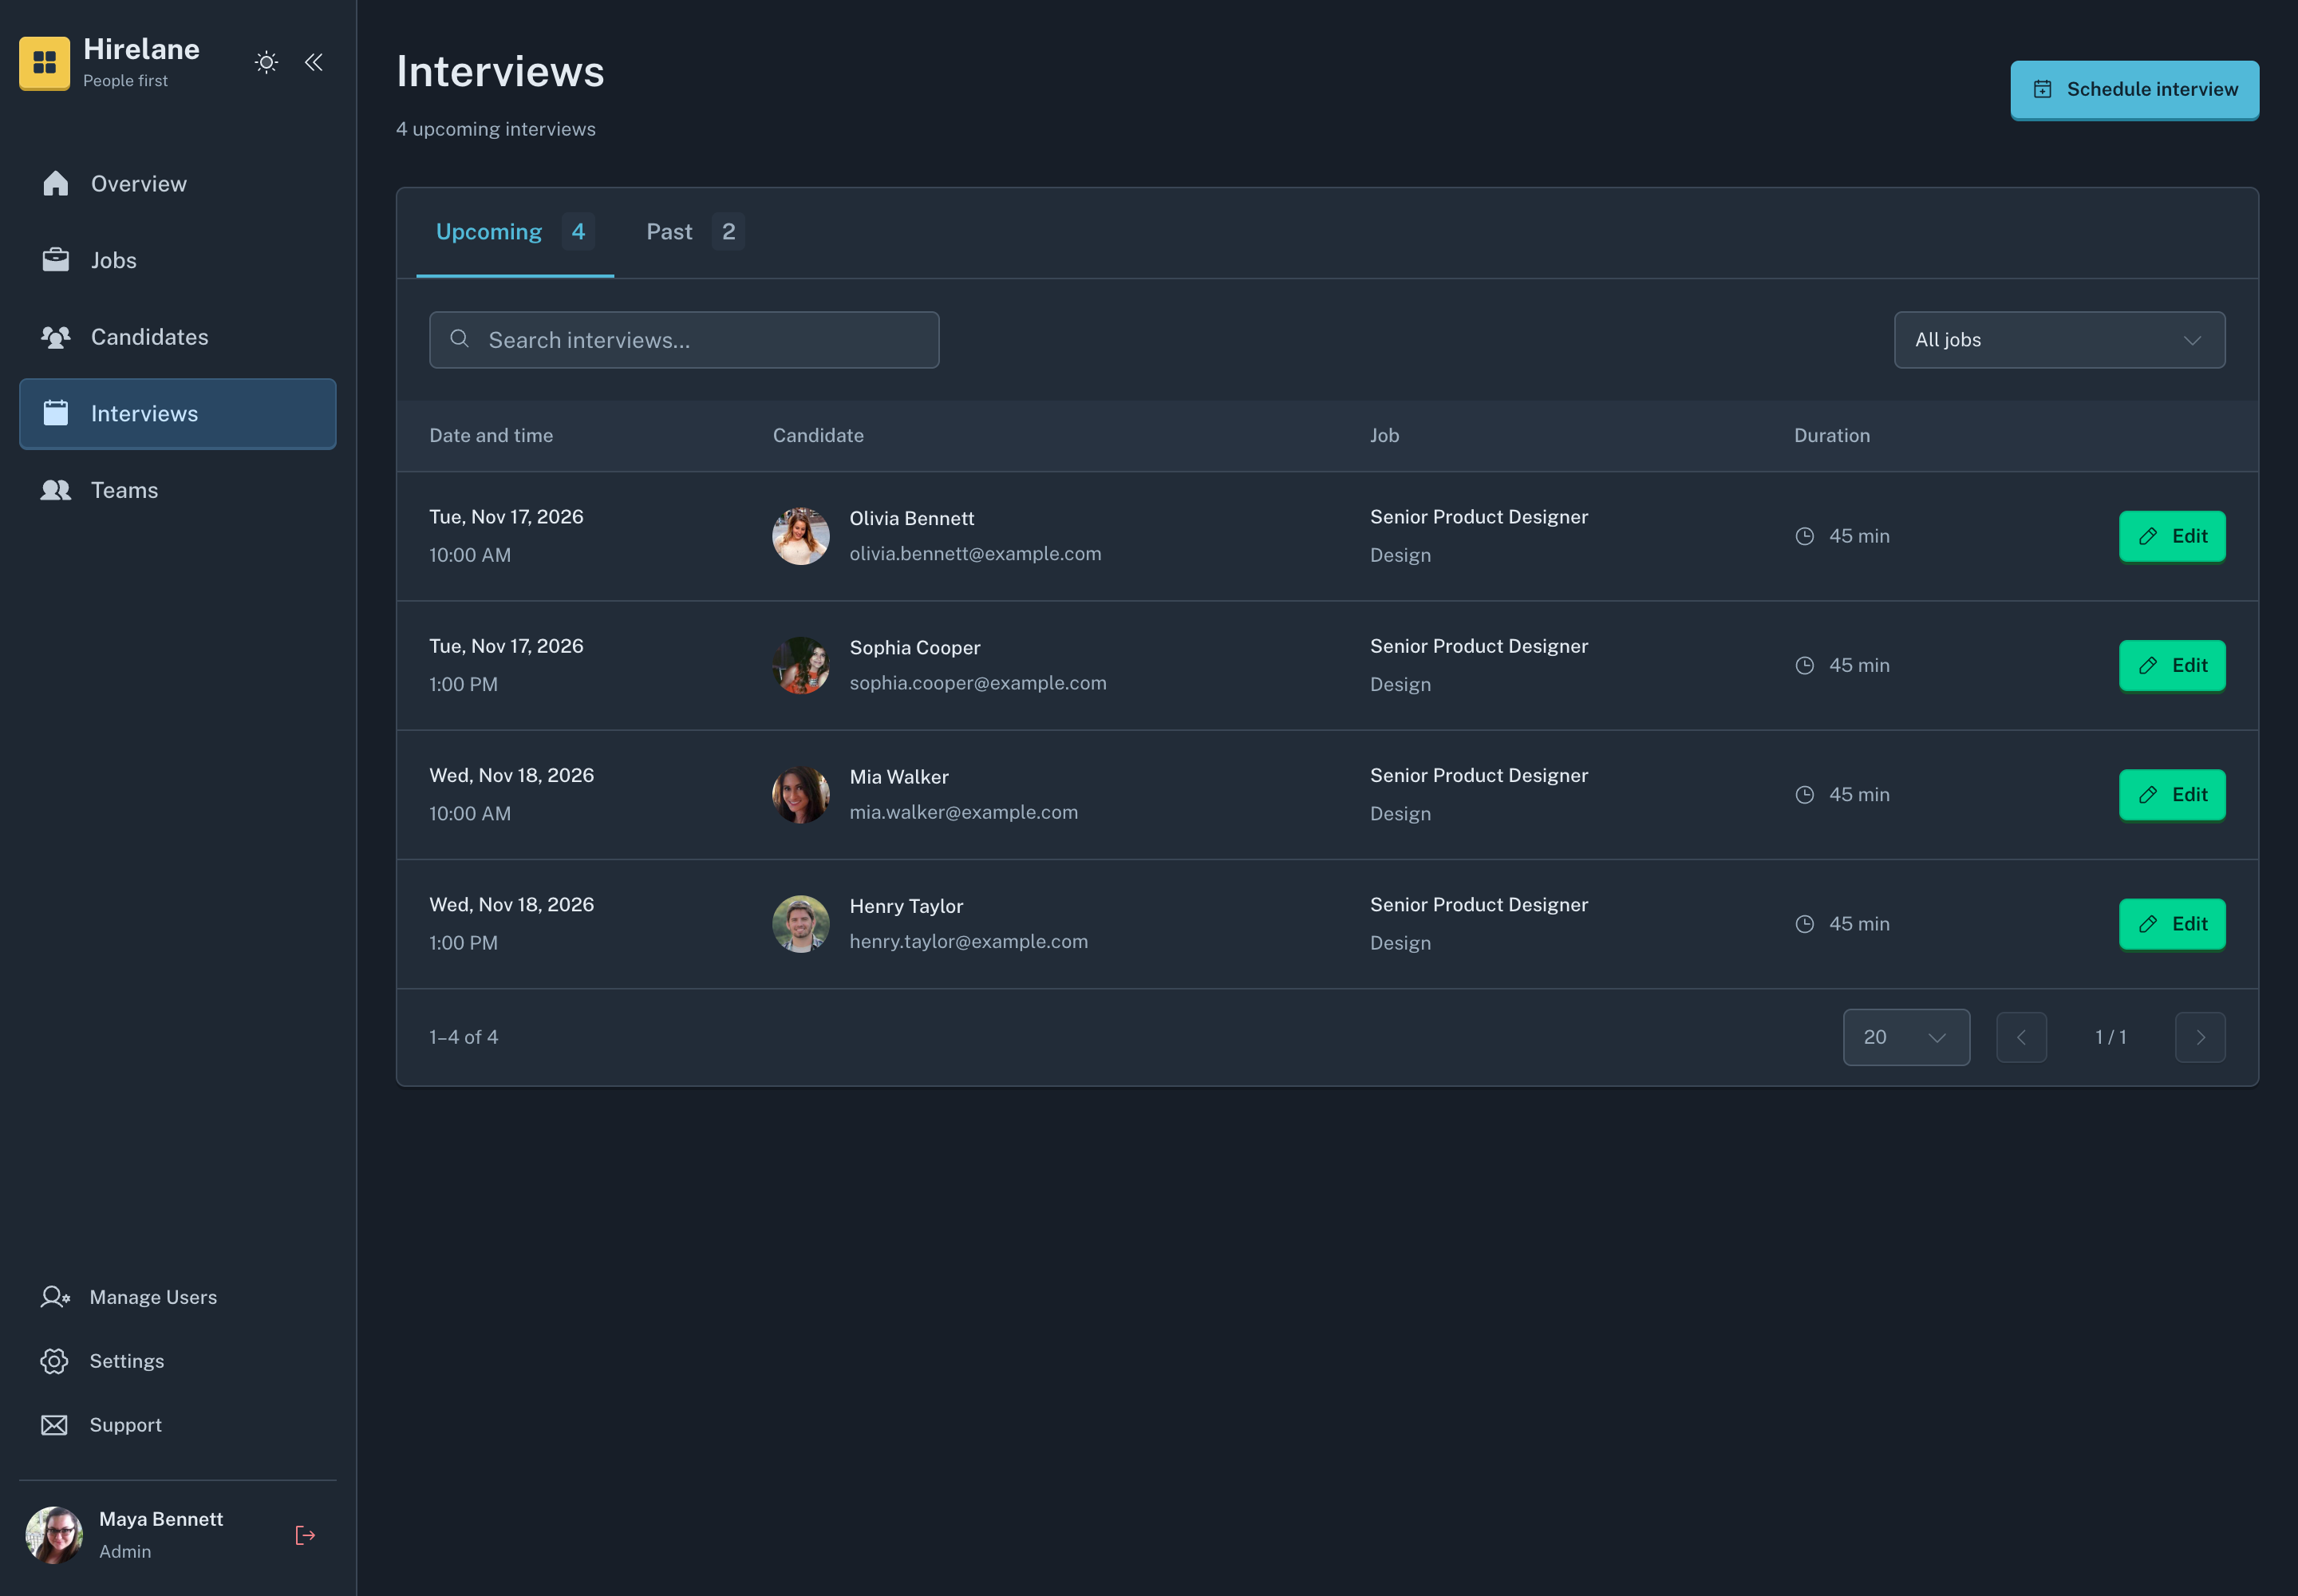 Hirelane
People first
Overview
Jobs
Candidates
Interviews
Teams
Manage Users
Settings
Support
Maya Bennett
Admin
Interviews
4 upcoming interviews
Schedule interview
Upcoming 4 Past 2
Search interviews...
All jobs
Date and time Candidate Job Duration
Tue, Nov 17, 2026
10:00 AM
Olivia Bennett
olivia.bennett@example.com
Senior Product Designer
Design
45 min
Edit
Tue, Nov 17, 2026
1:00 PM
Sophia Cooper
sophia.cooper@example.com
Senior Product Designer
Design
45 min
Edit
Wed, Nov 18, 2026
10:00 AM
Mia Walker
mia.walker@example.com
Senior Product Designer
Design
45 min
Edit
Wed, Nov 18, 2026
1:00 PM
Henry Taylor
henry.taylor@example.com
Senior Product Designer
Design
45 min
Edit
1–4 of 4
20
1 / 1